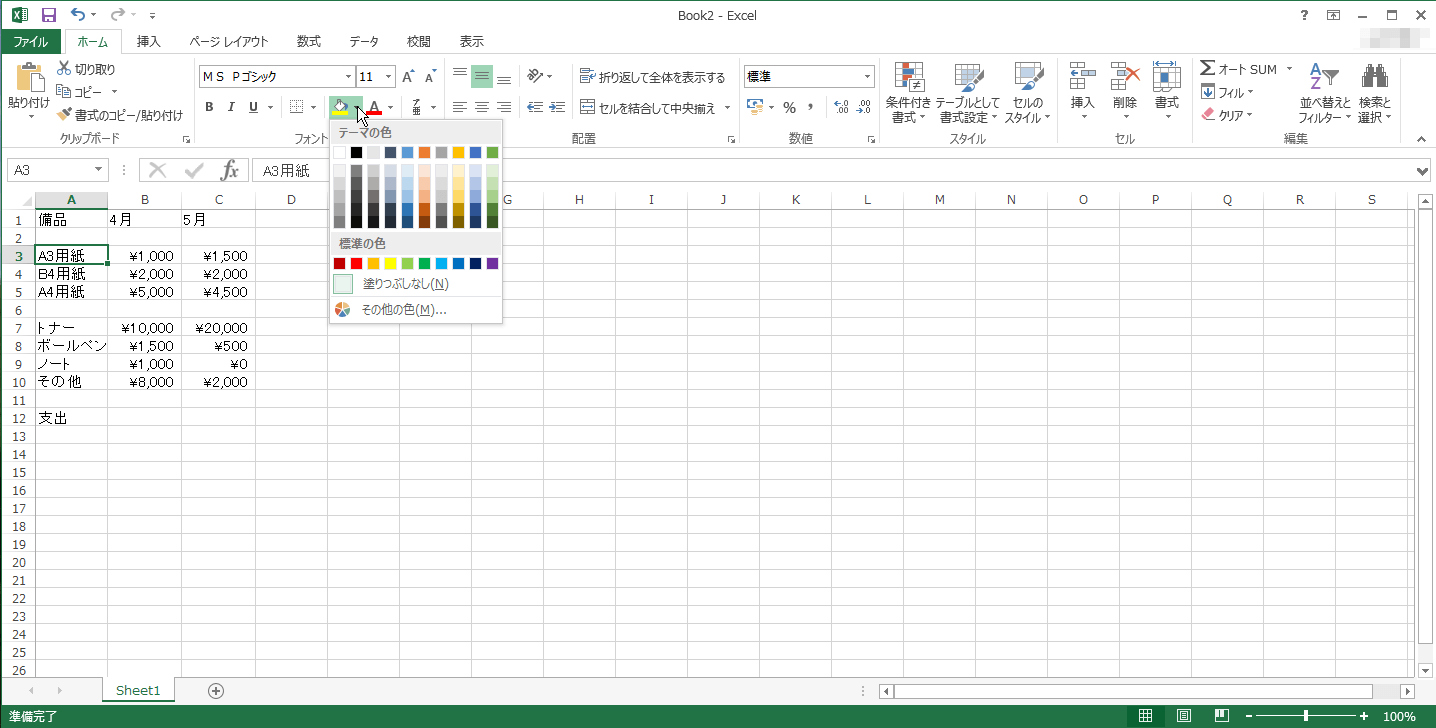 Book2 - Excel
?
ファイル ホーム 挿入 ページ レイアウト 数式 データ 校閲 表示
貼り付け
切り取り
コピー
書式のコピー/貼り付け
クリップボード
ＭＳ Ｐゴシック 11 A A
B I U A 亜
フォント
折り返して全体を表示する
セルを結合して中央揃え
配置
標準
% ,
数値
条件付き書式
テーブルとして書式設定
セルのスタイル
スタイル
挿入 削除 書式
セル
Σ オート SUM
フィル
クリア
並べ替えとフィルター
検索と選択
編集
A3 fx A3用紙
テーマの色
標準の色
塗りつぶしなし(N)
その他の色(M)...
A B C D G H I J K L M N O P Q R S
1 備品 4月 5月
2
3 A3用紙 ¥1,000 ¥1,500
4 B4用紙 ¥2,000 ¥2,000
5 A4用紙 ¥5,000 ¥4,500
6
7 トナー ¥10,000 ¥20,000
8 ボールペン ¥1,500 ¥500
9 ノート ¥1,000 ¥0
10 その他 ¥8,000 ¥2,000
11
12 支出
13
14
15
16
17
18
19
20
21
22
23
24
25
26
Sheet1
準備完了 100%